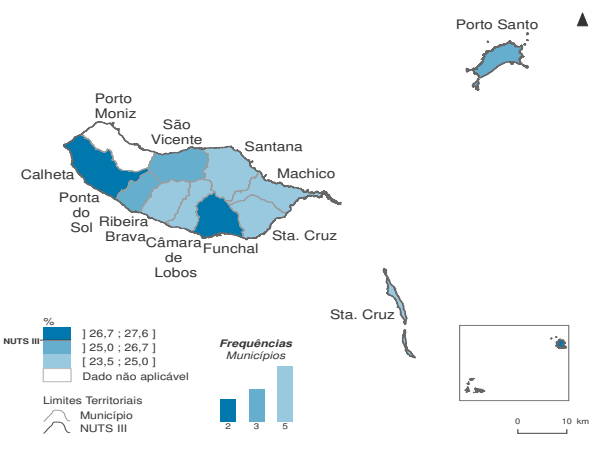 Porto Santo
Porto
Moniz
São
Vicente
Santana
Machico
Calheta
Ponta
do
Sol
Ribeira
Brava
Câmara
de
Lobos
Funchal
Sta. Cruz
Sta. Cruz
%
NUTS III
] 26,7 ; 27,6 ]
] 25,0 ; 26,7 ]
[ 23,5 ; 25,0 ]
Dado não aplicável
Limites Territoriais
Município
NUTS III
Frequências
Municípios
2 3 5
0 10 km